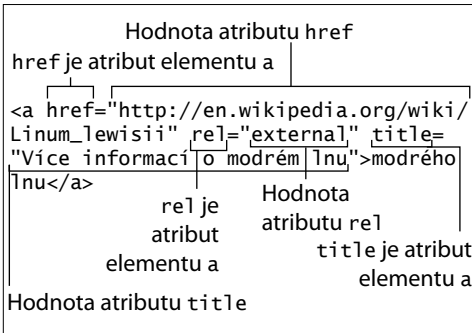 Hodnota atributu href
href je atribut elementu a
<a href="http://en.wikipedia.org/wiki/
Linum_lewisii" rel="external" title=
"Více informací o modrém lnu">modrého
lnu</a>
rel je
atribut
elementu a
Hodnota
atributu rel
title je atribut
elementu a
Hodnota atributu title